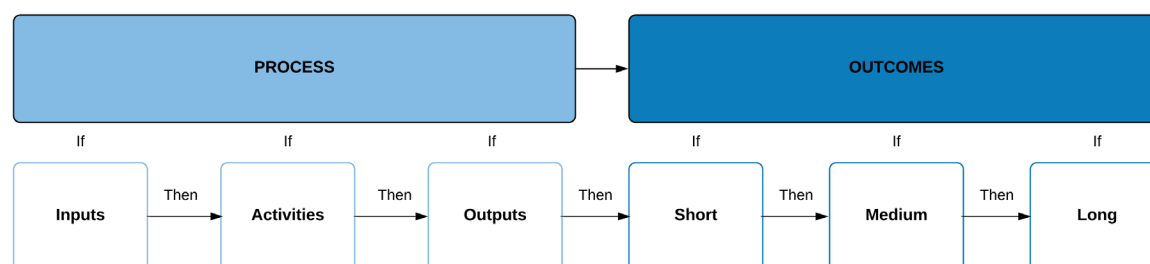 PROCESS
OUTCOMES
If
If
If
If
If
If
Then
Then
Then
Then
Then
Inputs
Activities
Outputs
Short
Medium
Long